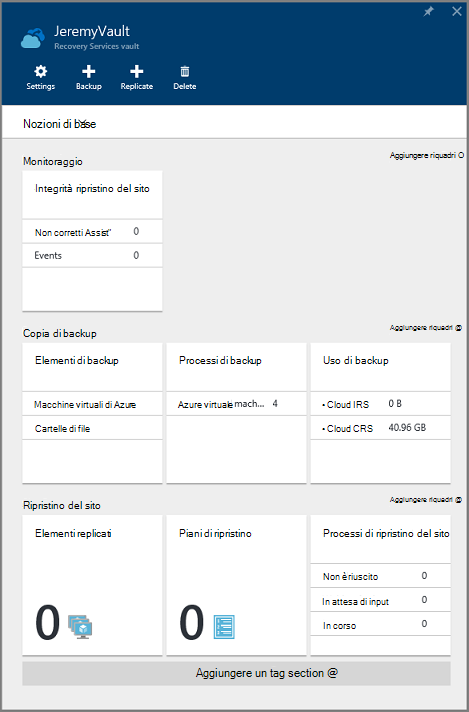 JeremyVault
Recovery Services vault
Settings
Backup
Replicate
Delete
Nozioni di base
Aggiungere riquadri O
Monitoraggio
Integrità ripristino del sito
Non corretti Assist" 0
Events 0
Aggiungere riquadri @
Copia di backup
Elementi di backup
Macchine virtuali di Azure
Cartelle di file
Processi di backup
Azure virtuale mach... 4
Uso di backup
• Cloud IRS 0 B
• Cloud CRS 40.96 GB
Aggiungere riquadri @
Ripristino del sito
Elementi replicati
0
Piani di ripristino
0
Processi di ripristino del sito
Non è riuscito 0
In attesa di input 0
In corso 0
Aggiungere un tag section @